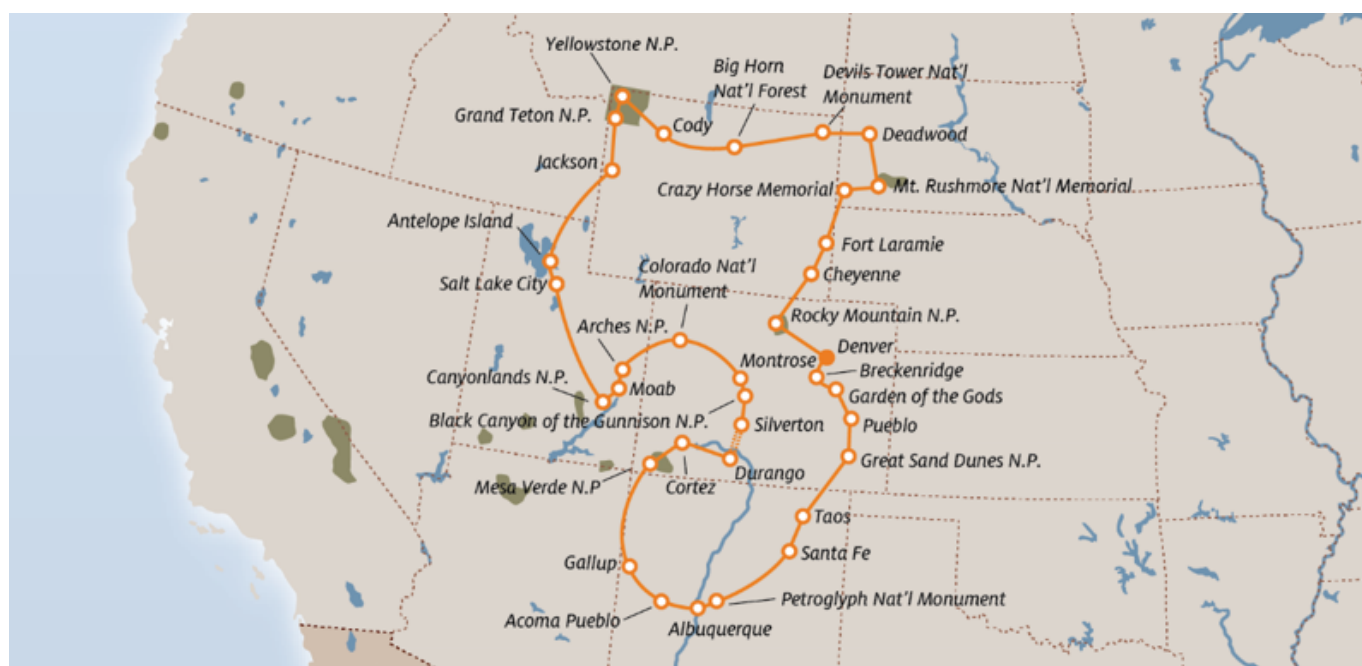 Yellowstone N.P.
Big Horn
Nat'l Forest
Devils Tower Nat'l
Monument
Grand Teton N.P.
Cody
Deadwood
Jackson
Crazy Horse Memorial
Mt. Rushmore Nat'l Memorial
Antelope Island
Fort Laramie
Colorado Nat'l
Monument
Cheyenne
Salt Lake City
Rocky Mountain N.P.
Arches N.P.
Denver
Montrose
Breckenridge
Canyonlands N.P.
Moab
Garden of the Gods
Black Canyon of the Gunnison N.P.
Silverton
Pueblo
Great Sand Dunes N.P.
Mesa Verde N.P
Cortez
Durango
Taos
Santa Fe
Gallup
Petroglyph Nat'l Monument
Acoma Pueblo
Albuquerque